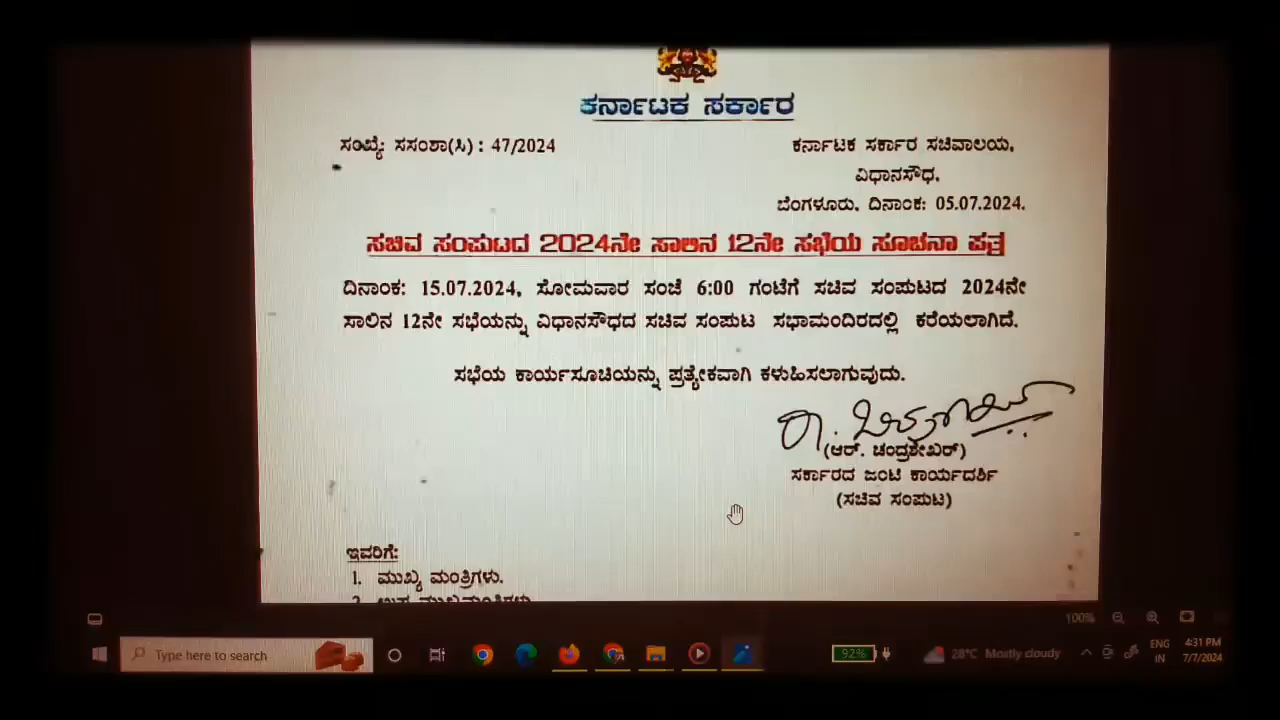 ಕರ್ನಾಟಕ ಸರ್ಕಾರ
ಸಂಖ್ಯೆ: ಸಸಂಶಾ(ಸಿ) : 47/2024
ಕರ್ನಾಟಕ ಸರ್ಕಾರ ಸಚಿವಾಲಯ,
ವಿಧಾನಸೌಧ,
ಬೆಂಗಳೂರು, ದಿನಾಂಕ: 05.07.2024.
ಸಚಿವ ಸಂಪುಟದ 2024ನೇ ಸಾಲಿನ 12ನೇ ಸಭೆಯ ಸೂಚನಾ ಪತ್ರ
ದಿನಾಂಕ: 15.07.2024, ಸೋಮವಾರ ಸಂಜೆ 6:00 ಗಂಟೆಗೆ ಸಚಿವ ಸಂಪುಟದ 2024ನೇ
ಸಾಲಿನ 12ನೇ ಸಭೆಯನ್ನು ವಿಧಾನಸೌಧದ ಸಚಿವ ಸಂಪುಟ ಸಭಾಮಂದಿರದಲ್ಲಿ ಕರೆಯಲಾಗಿದೆ.
ಸಭೆಯ ಕಾರ್ಯಸೂಚಿಯನ್ನು ಪ್ರತ್ಯೇಕವಾಗಿ ಕಳುಹಿಸಲಾಗುವುದು.
(ಆರ್. ಚಂದ್ರಶೇಖರ್)
ಸರ್ಕಾರದ ಜಂಟಿ ಕಾರ್ಯದರ್ಶಿ
(ಸಚಿವ ಸಂಪುಟ)
ಇವರಿಗೆ:
1. ಮುಖ್ಯ ಮಂತ್ರಿಗಳು.
100%
Type here to search
92%
28°C Mostly cloudy
ENG
IN
4:31 PM
7/7/2024